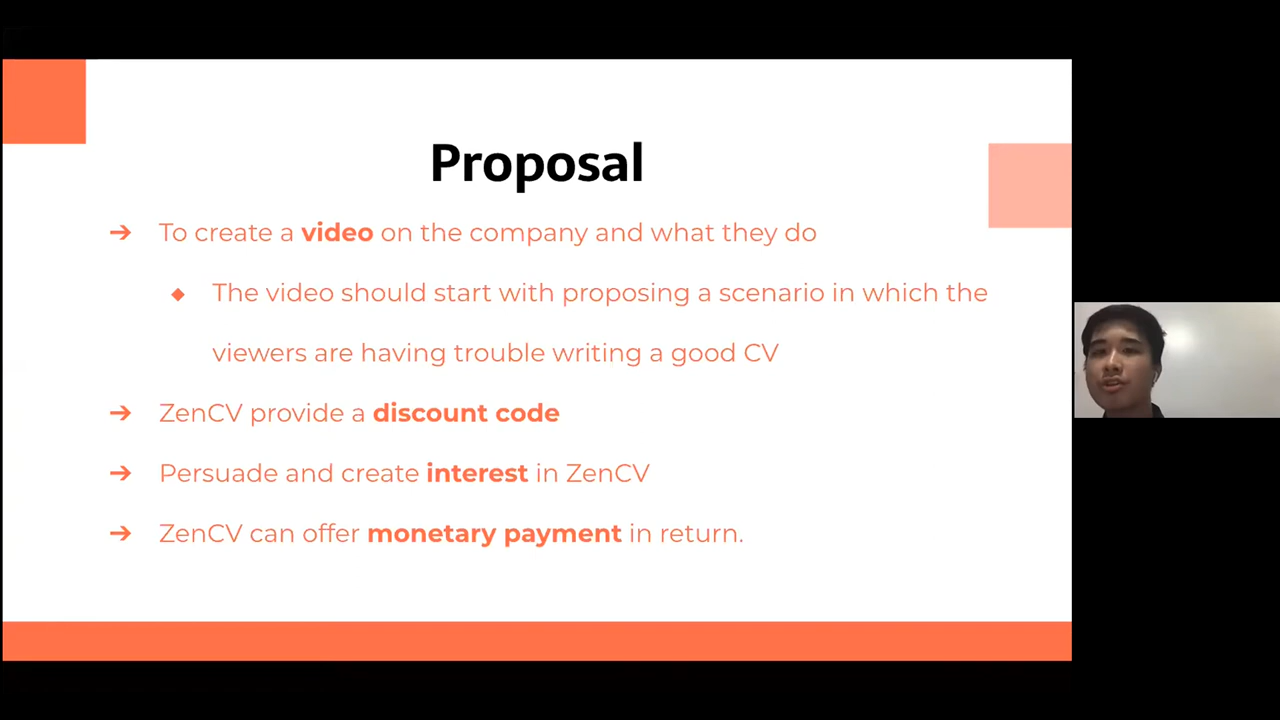 Proposal
➔ To create a video on the company and what they do
◆ The video should start with proposing a scenario in which the
viewers are having trouble writing a good CV
➔ ZenCV provide a discount code
➔ Persuade and create interest in ZenCV
➔ ZenCV can offer monetary payment in return.